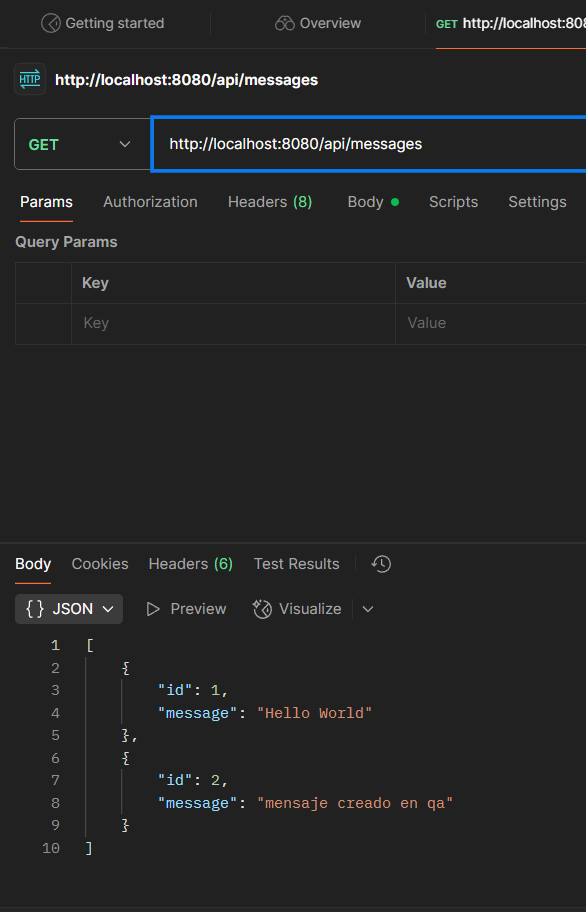 Getting started
Overview
GET http://localhost:808
HTTP http://localhost:8080/api/messages
GET http://localhost:8080/api/messages
Params Authorization Headers (8) Body Scripts Settings
Query Params
Key Value
Key Value
Body Cookies Headers (6) Test Results
{} JSON Preview Visualize
1 [
2 {
3 "id": 1,
4 "message": "Hello World"
5 },
6 {
7 "id": 2,
8 "message": "mensaje creado en qa"
9 }
10 ]